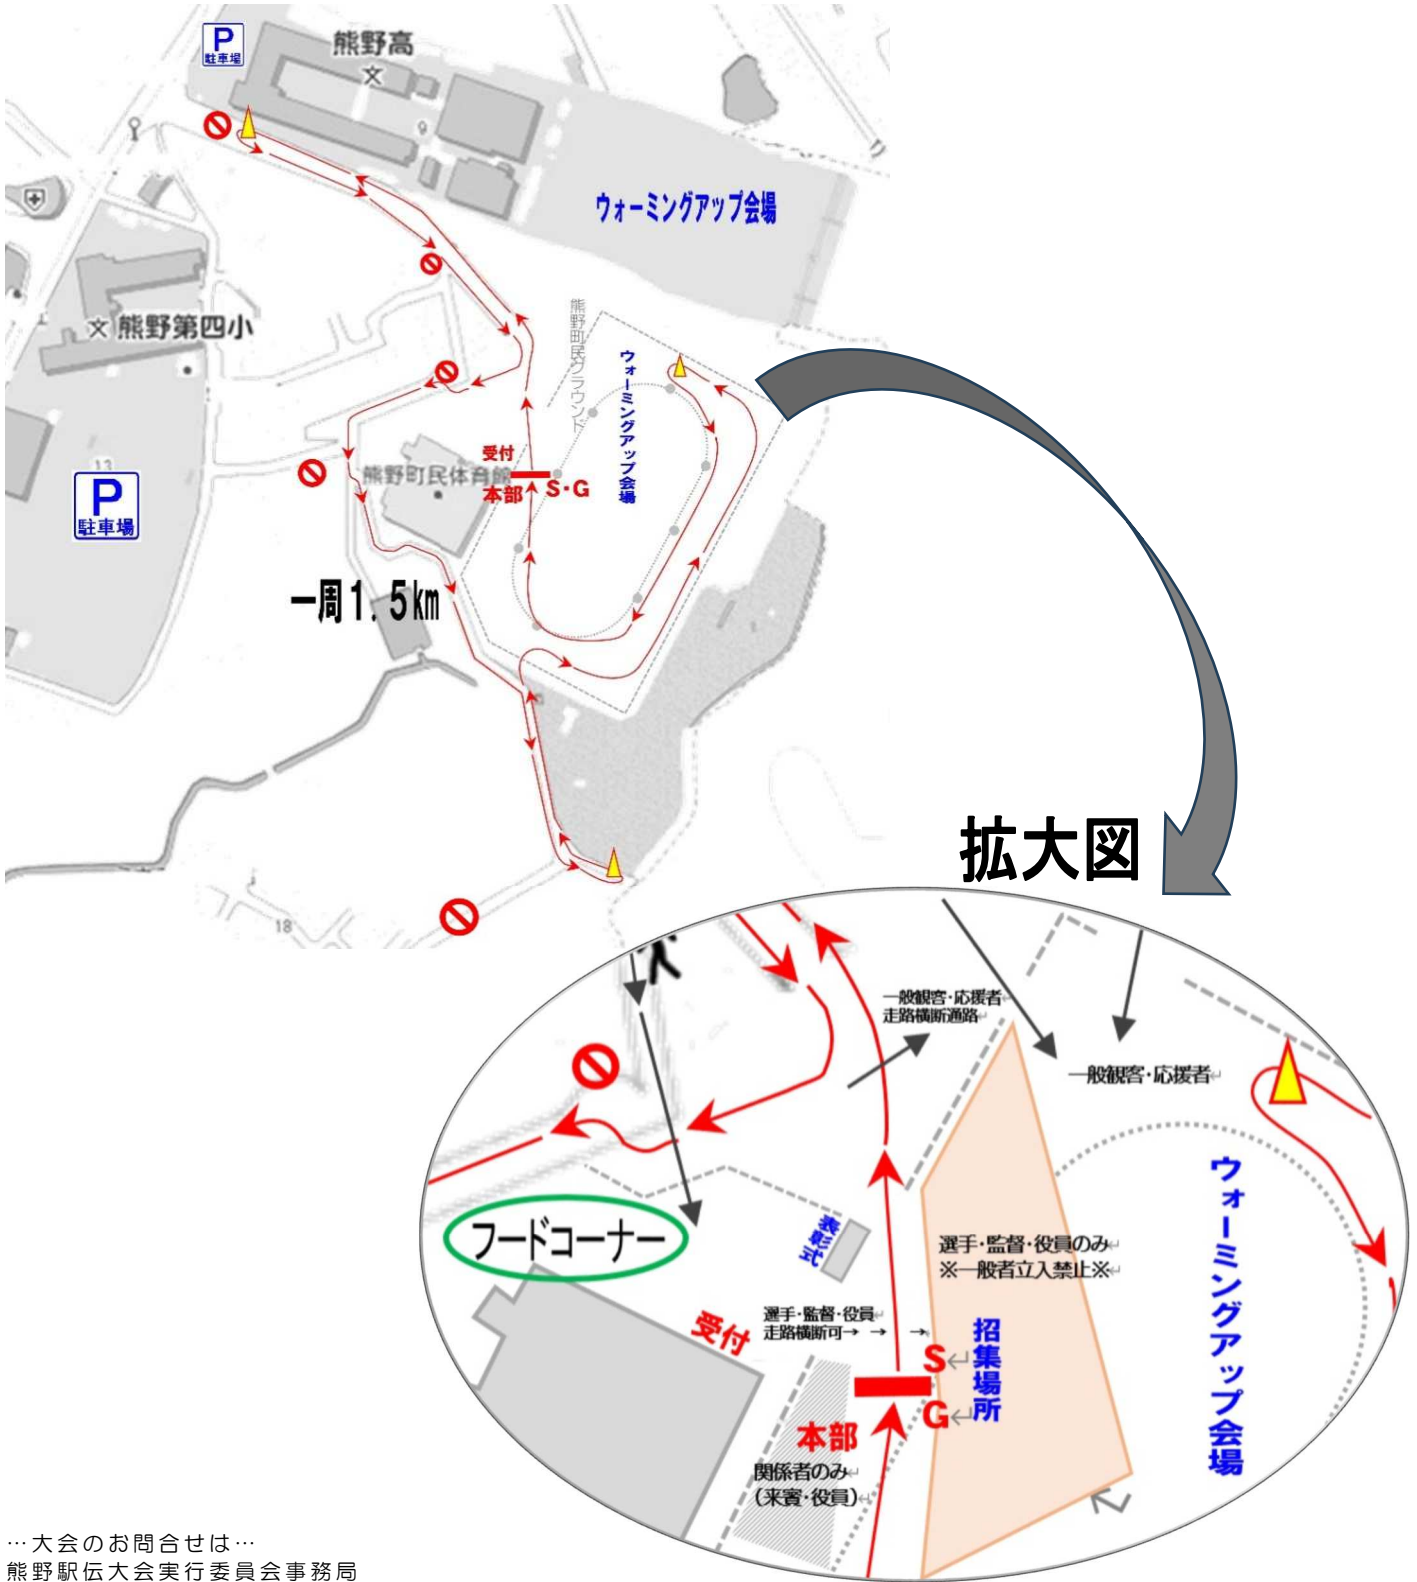 P
駐車場
熊野高
文
9
ウォーミングアップ会場
文 熊野第四小
熊野町民グラウンド
ウォーミングアップ会場
13
P
駐車場
受付
熊野町民体育館
本部 S・G
一周1.5km
18
拡大図
一般観客・応援者
走路横断通路
一般観客・応援者
ウォーミングアップ会場
フードコーナー
表彰式
選手・監督・役員のみ
※一般者立入禁止※
受付
選手・監督・役員
走路横断可→ → →
S
G
招集場所
本部
関係者のみ
(来賓・役員)
…大会のお問合せは…
熊野駅伝大会実行委員会事務局